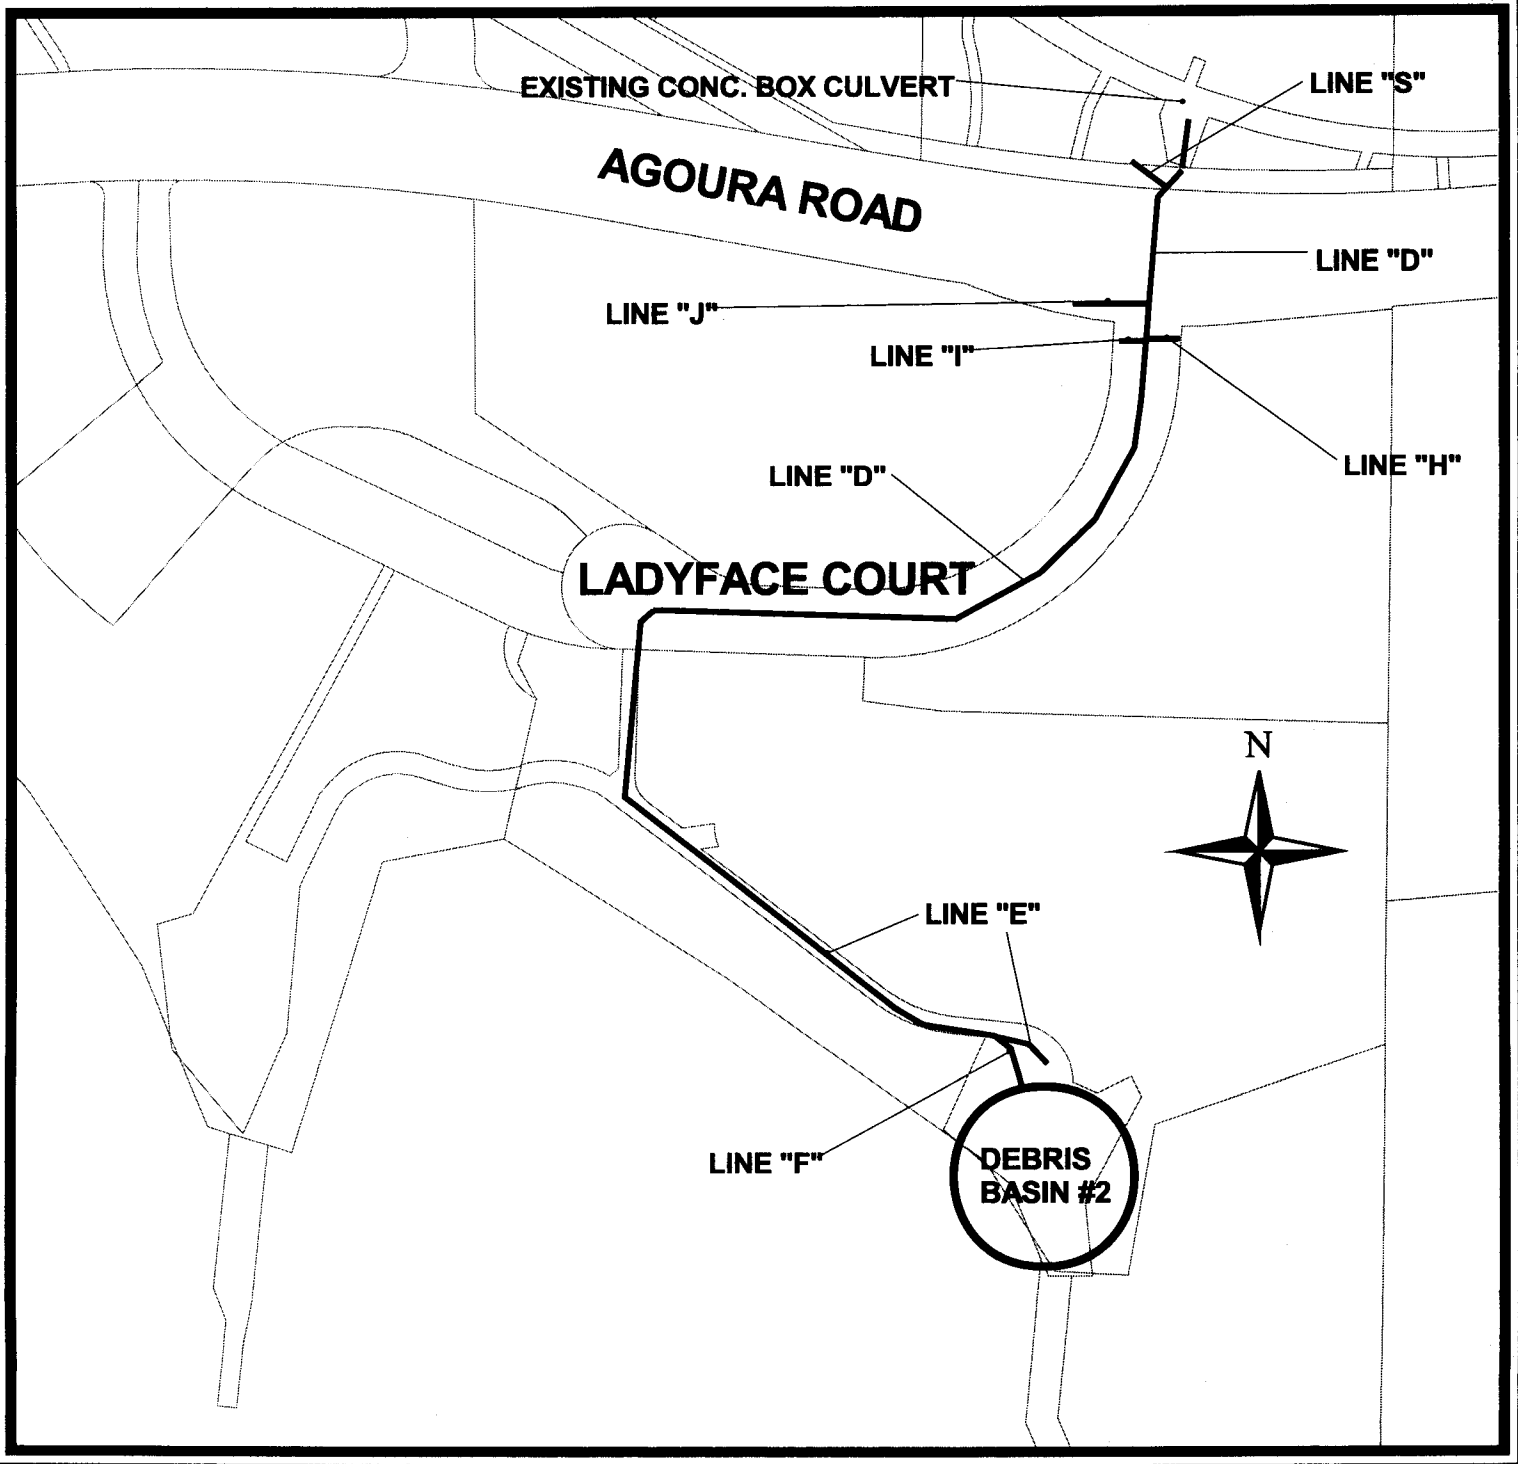 EXISTING CONC. BOX CULVERT
LINE "S"
AGOURA ROAD
LINE "D"
LINE "J"
LINE "I"
LINE "H"
LINE "D"
LADYFACE COURT
N
LINE "E"
LINE "F"
DEBRIS
BASIN #2